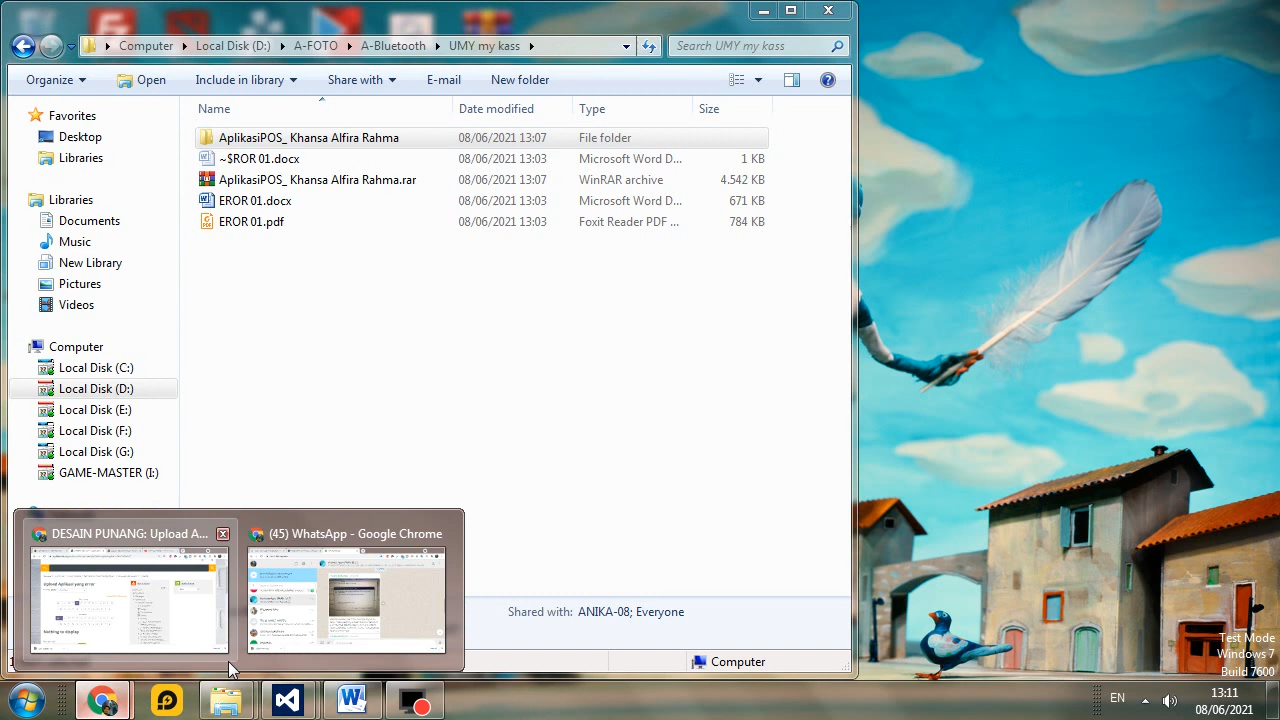 Computer Local Disk (D:) A-FOTO A-Bluetooth UMY my kass
Search UMY my kass
Organize Open Include in library Share with E-mail New folder
Name Date modified Type Size
Favorites
Desktop
Libraries
Libraries
Documents
Music
New Library
Pictures
Videos
Computer
Local Disk (C:)
Local Disk (D:)
Local Disk (E:)
Local Disk (F:)
Local Disk (G:)
GAME-MASTER (I:)
AplikasiPOS_ Khansa Alfira Rahma 08/06/2021 13:07 File folder
~$ROR 01.docx 08/06/2021 13:03 Microsoft Word D... 1 KB
AplikasiPOS_ Khansa Alfira Rahma.rar 08/06/2021 13:07 WinRAR archive 4.542 KB
EROR 01.docx 08/06/2021 13:03 Microsoft Word D... 671 KB
EROR 01.pdf 08/06/2021 13:03 Foxit Reader PDF ... 784 KB
DESAIN PUNANG: Upload A...
(45) WhatsApp - Google Chrome
Upload Aplikasi yang error
Nothing to display
Shared with: ANIKA-08; Everyone
Computer
Test Mode
Windows 7
Build 7600
EN
13:11
08/06/2021